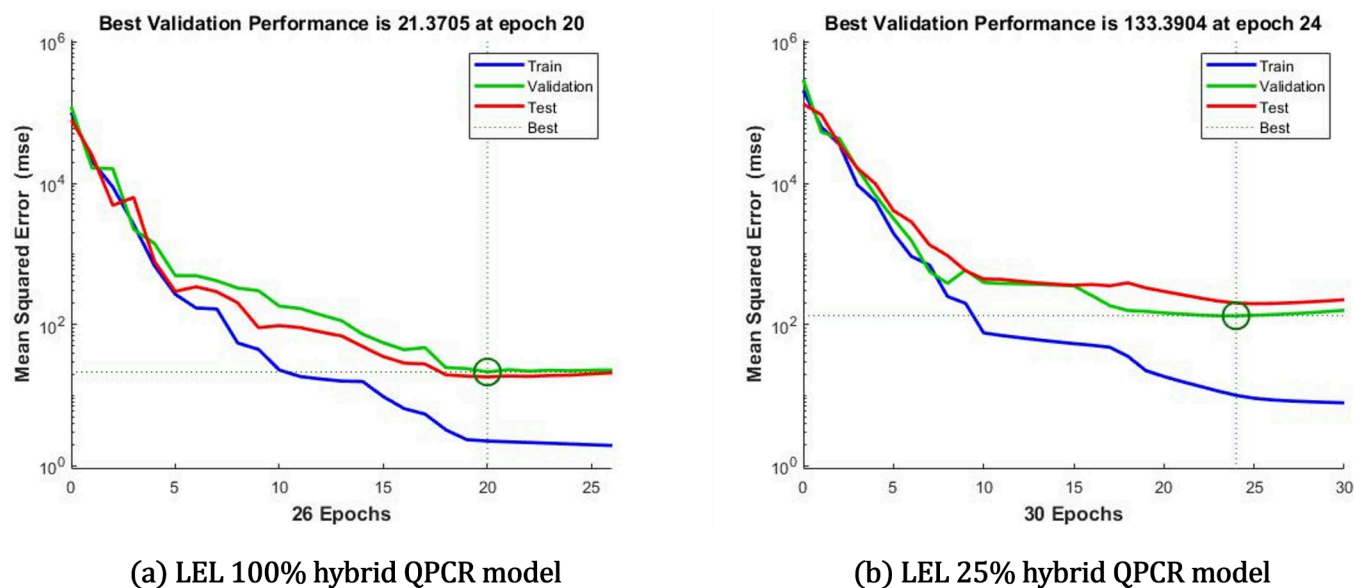 Best Validation Performance is 21.3705 at epoch 20
10^6
10^4
10^2
10^0
Mean Squared Error (mse)
Train
Validation
Test
Best
0 5 10 15 20 25
26 Epochs
(a) LEL 100% hybrid QPCR model
Best Validation Performance is 133.3904 at epoch 24
10^6
10^4
10^2
10^0
Mean Squared Error (mse)
Train
Validation
Test
Best
0 5 10 15 20 25 30
30 Epochs
(b) LEL 25% hybrid QPCR model